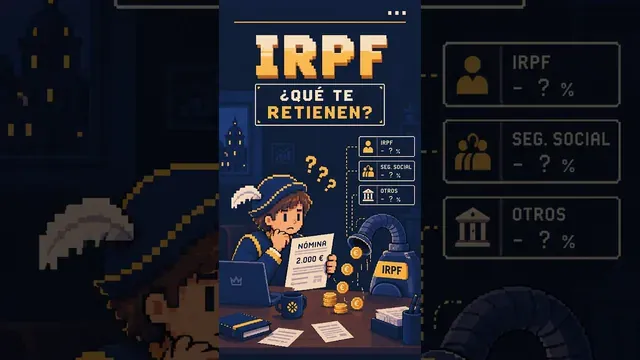 IRPF
¿QUÉ TE
RETIENEN?
IRPF
- ? %
SEG. SOCIAL
- ? %
OTROS
- ? %
???
NÓMINA
2.000 €
IRPF
IRPF
- ? %
SEG. SOCIAL
- ? %
OTROS
- ? %